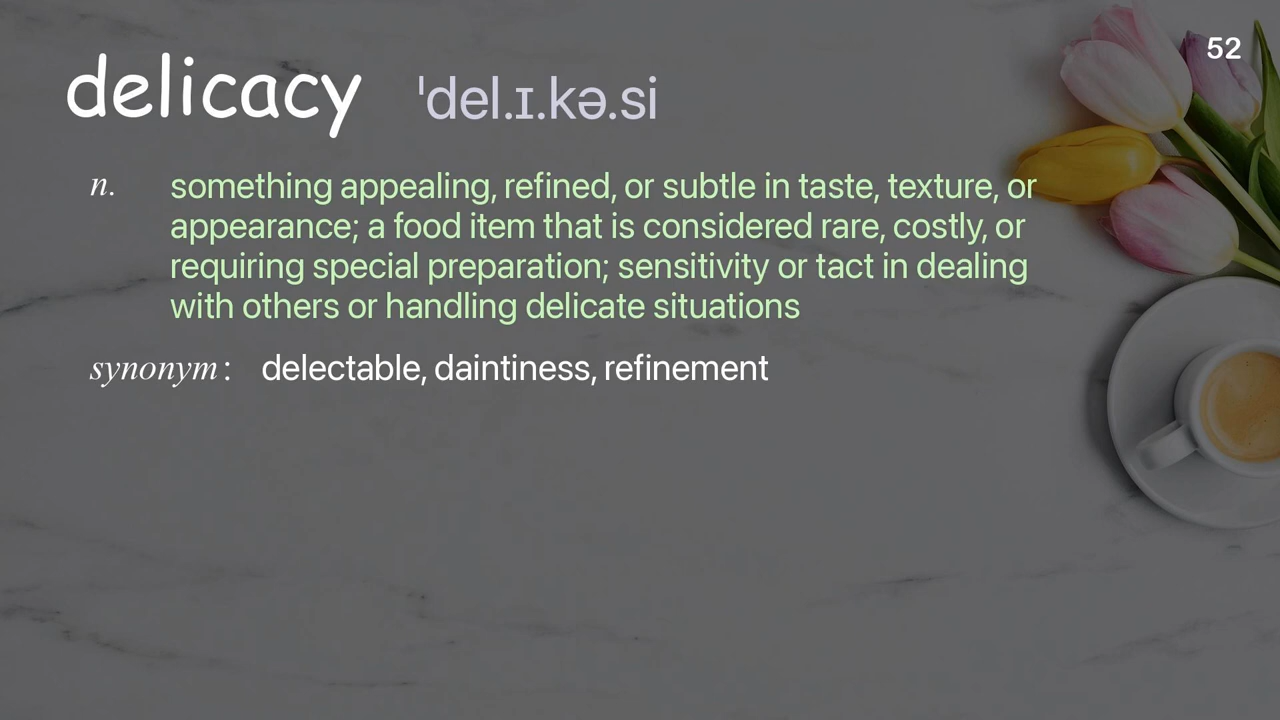 52
delicacy ˈdel.ɪ.kə.si
n. something appealing, refined, or subtle in taste, texture, or
appearance; a food item that is considered rare, costly, or
requiring special preparation; sensitivity or tact in dealing
with others or handling delicate situations
synonym: delectable, daintiness, refinement